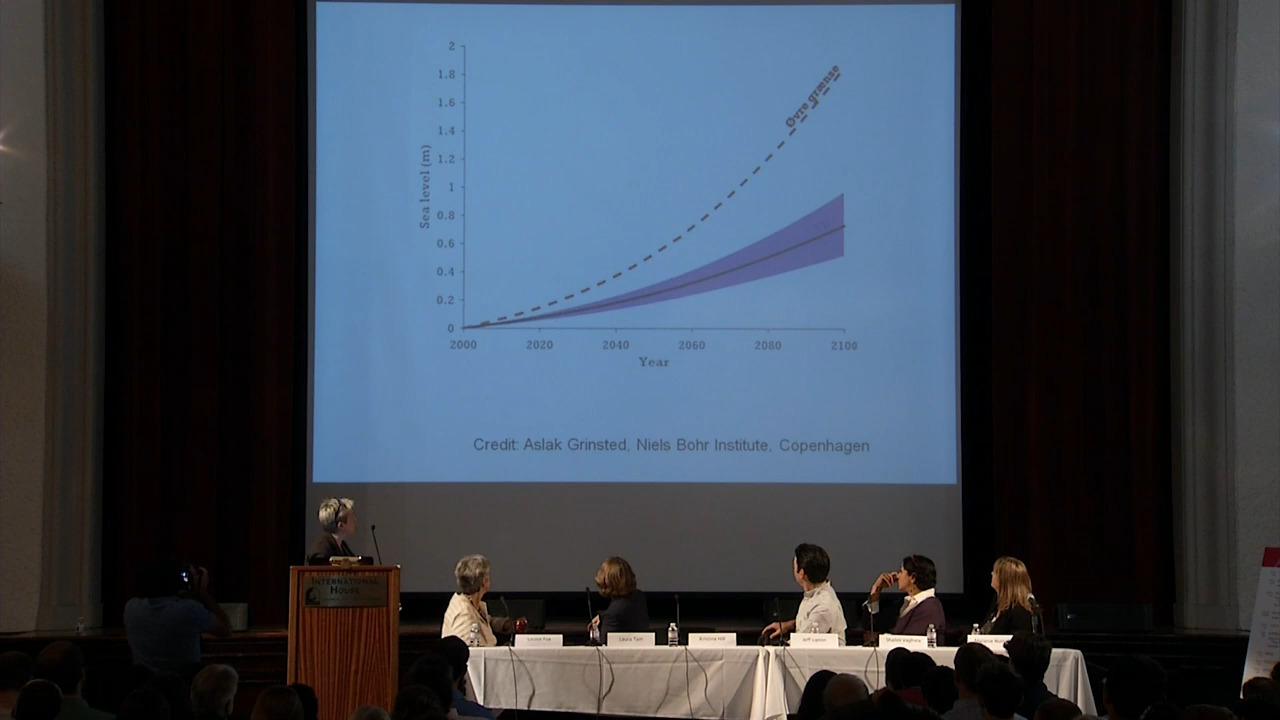 2
1.8
1.6
1.4
1.2
1
0.8
0.6
0.4
0.2
0
Sea level (m)
Øvre grænse
2000 2020 2040 2060 2080 2100
Year
Credit: Aslak Grinsted, Niels Bohr Institute, Copenhagen
INTERNATIONAL
HOUSE
Laura Tam
Kristina Hill
Shalini Vajjhala